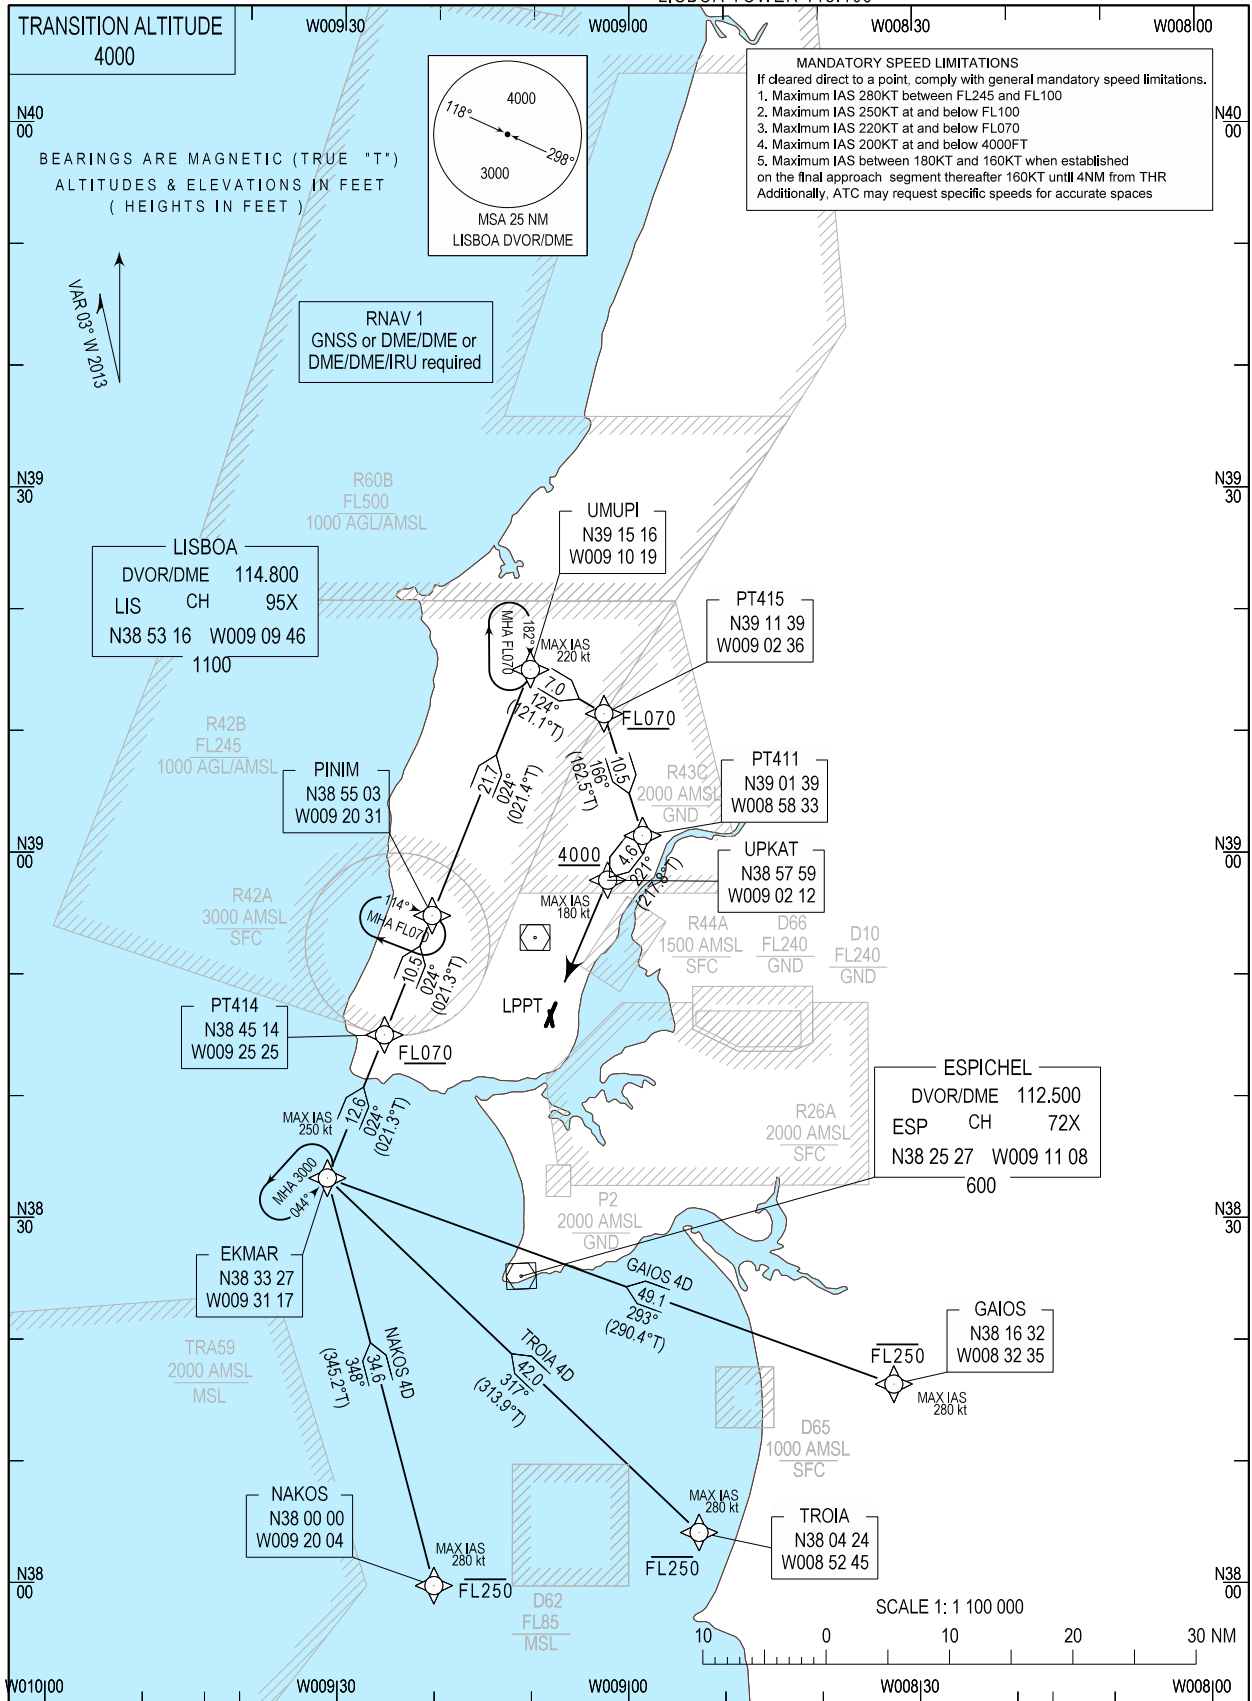 TRANSITION ALTITUDE
4000
W009 30
W009 00
W008 30
W008 00
MANDATORY SPEED LIMITATIONS
If cleared direct to a point, comply with general mandatory speed limitations.
1. Maximum IAS 280KT between FL245 and FL100
2. Maximum IAS 250KT at and below FL100
3. Maximum IAS 220KT at and below FL070
4. Maximum IAS 200KT at and below 4000FT
5. Maximum IAS between 180KT and 160KT when established
on the final approach segment thereafter 160KT until 4NM from THR
Additionally, ATC may request specific speeds for accurate spaces
4000
118°
298°
3000
MSA 25 NM
LISBOA DVOR/DME
N40
00
N40
00
BEARINGS ARE MAGNETIC (TRUE "T")
ALTITUDES & ELEVATIONS IN FEET
( HEIGHTS IN FEET )
VAR 03° W 2013
RNAV 1
GNSS or DME/DME or
DME/DME/IRU required
N39
30
N39
30
R60B
FL500
1000 AGL/AMSL
UMUPI
N39 15 16
W009 10 19
LISBOA
DVOR/DME 114.800
LIS CH 95X
N38 53 16 W009 09 46
1100
PT415
N39 11 39
W009 02 36
MHA FL070
182°
MAX IAS
220 kt
7.0
124°
(121.1°T)
FL070
R42B
FL245
1000 AGL/AMSL
PINIM
N38 55 03
W009 20 31
21.7
024°
(021.4°T)
10.5
166°
(162.5°T)
R43C
2000 AMSL
GND
PT411
N39 01 39
W008 58 33
N39
00
N39
00
4000
4.6
221°
(217.8°T)
UPKAT
N38 57 59
W009 02 12
MAX IAS
180 kt
R42A
3000 AMSL
SFC
114°
MHA FL070
R44A
1500 AMSL
SFC
D66
FL240
GND
D10
FL240
GND
10.5
024°
(021.3°T)
PT414
N38 45 14
W009 25 25
LPPT
FL070
ESPICHEL
DVOR/DME 112.500
ESP CH 72X
N38 25 27 W009 11 08
600
MAX IAS
250 kt
12.6
024°
(021.3°T)
R26A
2000 AMSL
SFC
MHA 3000
044°
P2
2000 AMSL
GND
N38
30
N38
30
EKMAR
N38 33 27
W009 31 17
GAIOS 4D
49.1
293°
(290.4°T)
GAIOS
N38 16 32
W008 32 35
FL250
MAX IAS
280 kt
TRA59
2000 AMSL
MSL
NAKOS 4D
34.6
348°
(345.2°T)
TROIA 4D
42.0
317°
(313.9°T)
D65
1000 AMSL
SFC
NAKOS
N38 00 00
W009 20 04
MAX IAS
280 kt
FL250
MAX IAS
280 kt
FL250
TROIA
N38 04 24
W008 52 45
N38
00
N38
00
D62
FL85
MSL
SCALE 1: 1 100 000
10 0 10 20 30 NM
W010 00
W009 30
W009 00
W008 30
W008 00